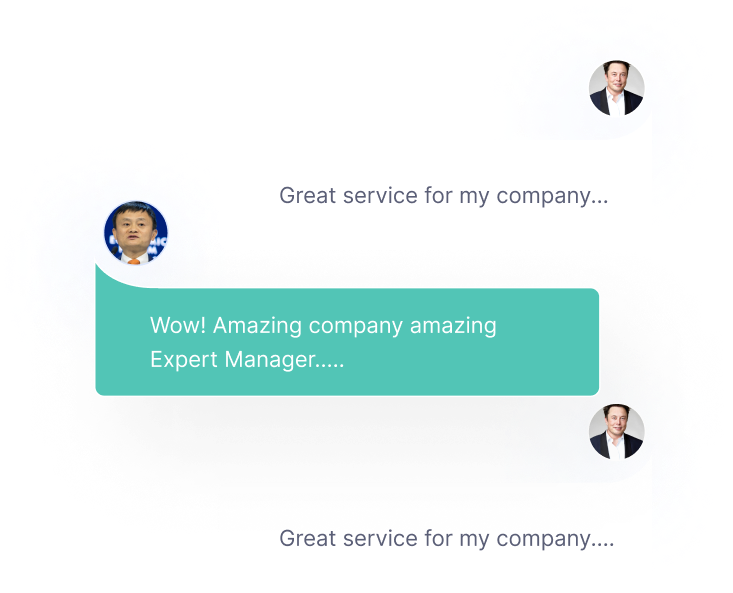 Great service for my company...
Wow! Amazing company amazing
Expert Manager.....
Great service for my company....